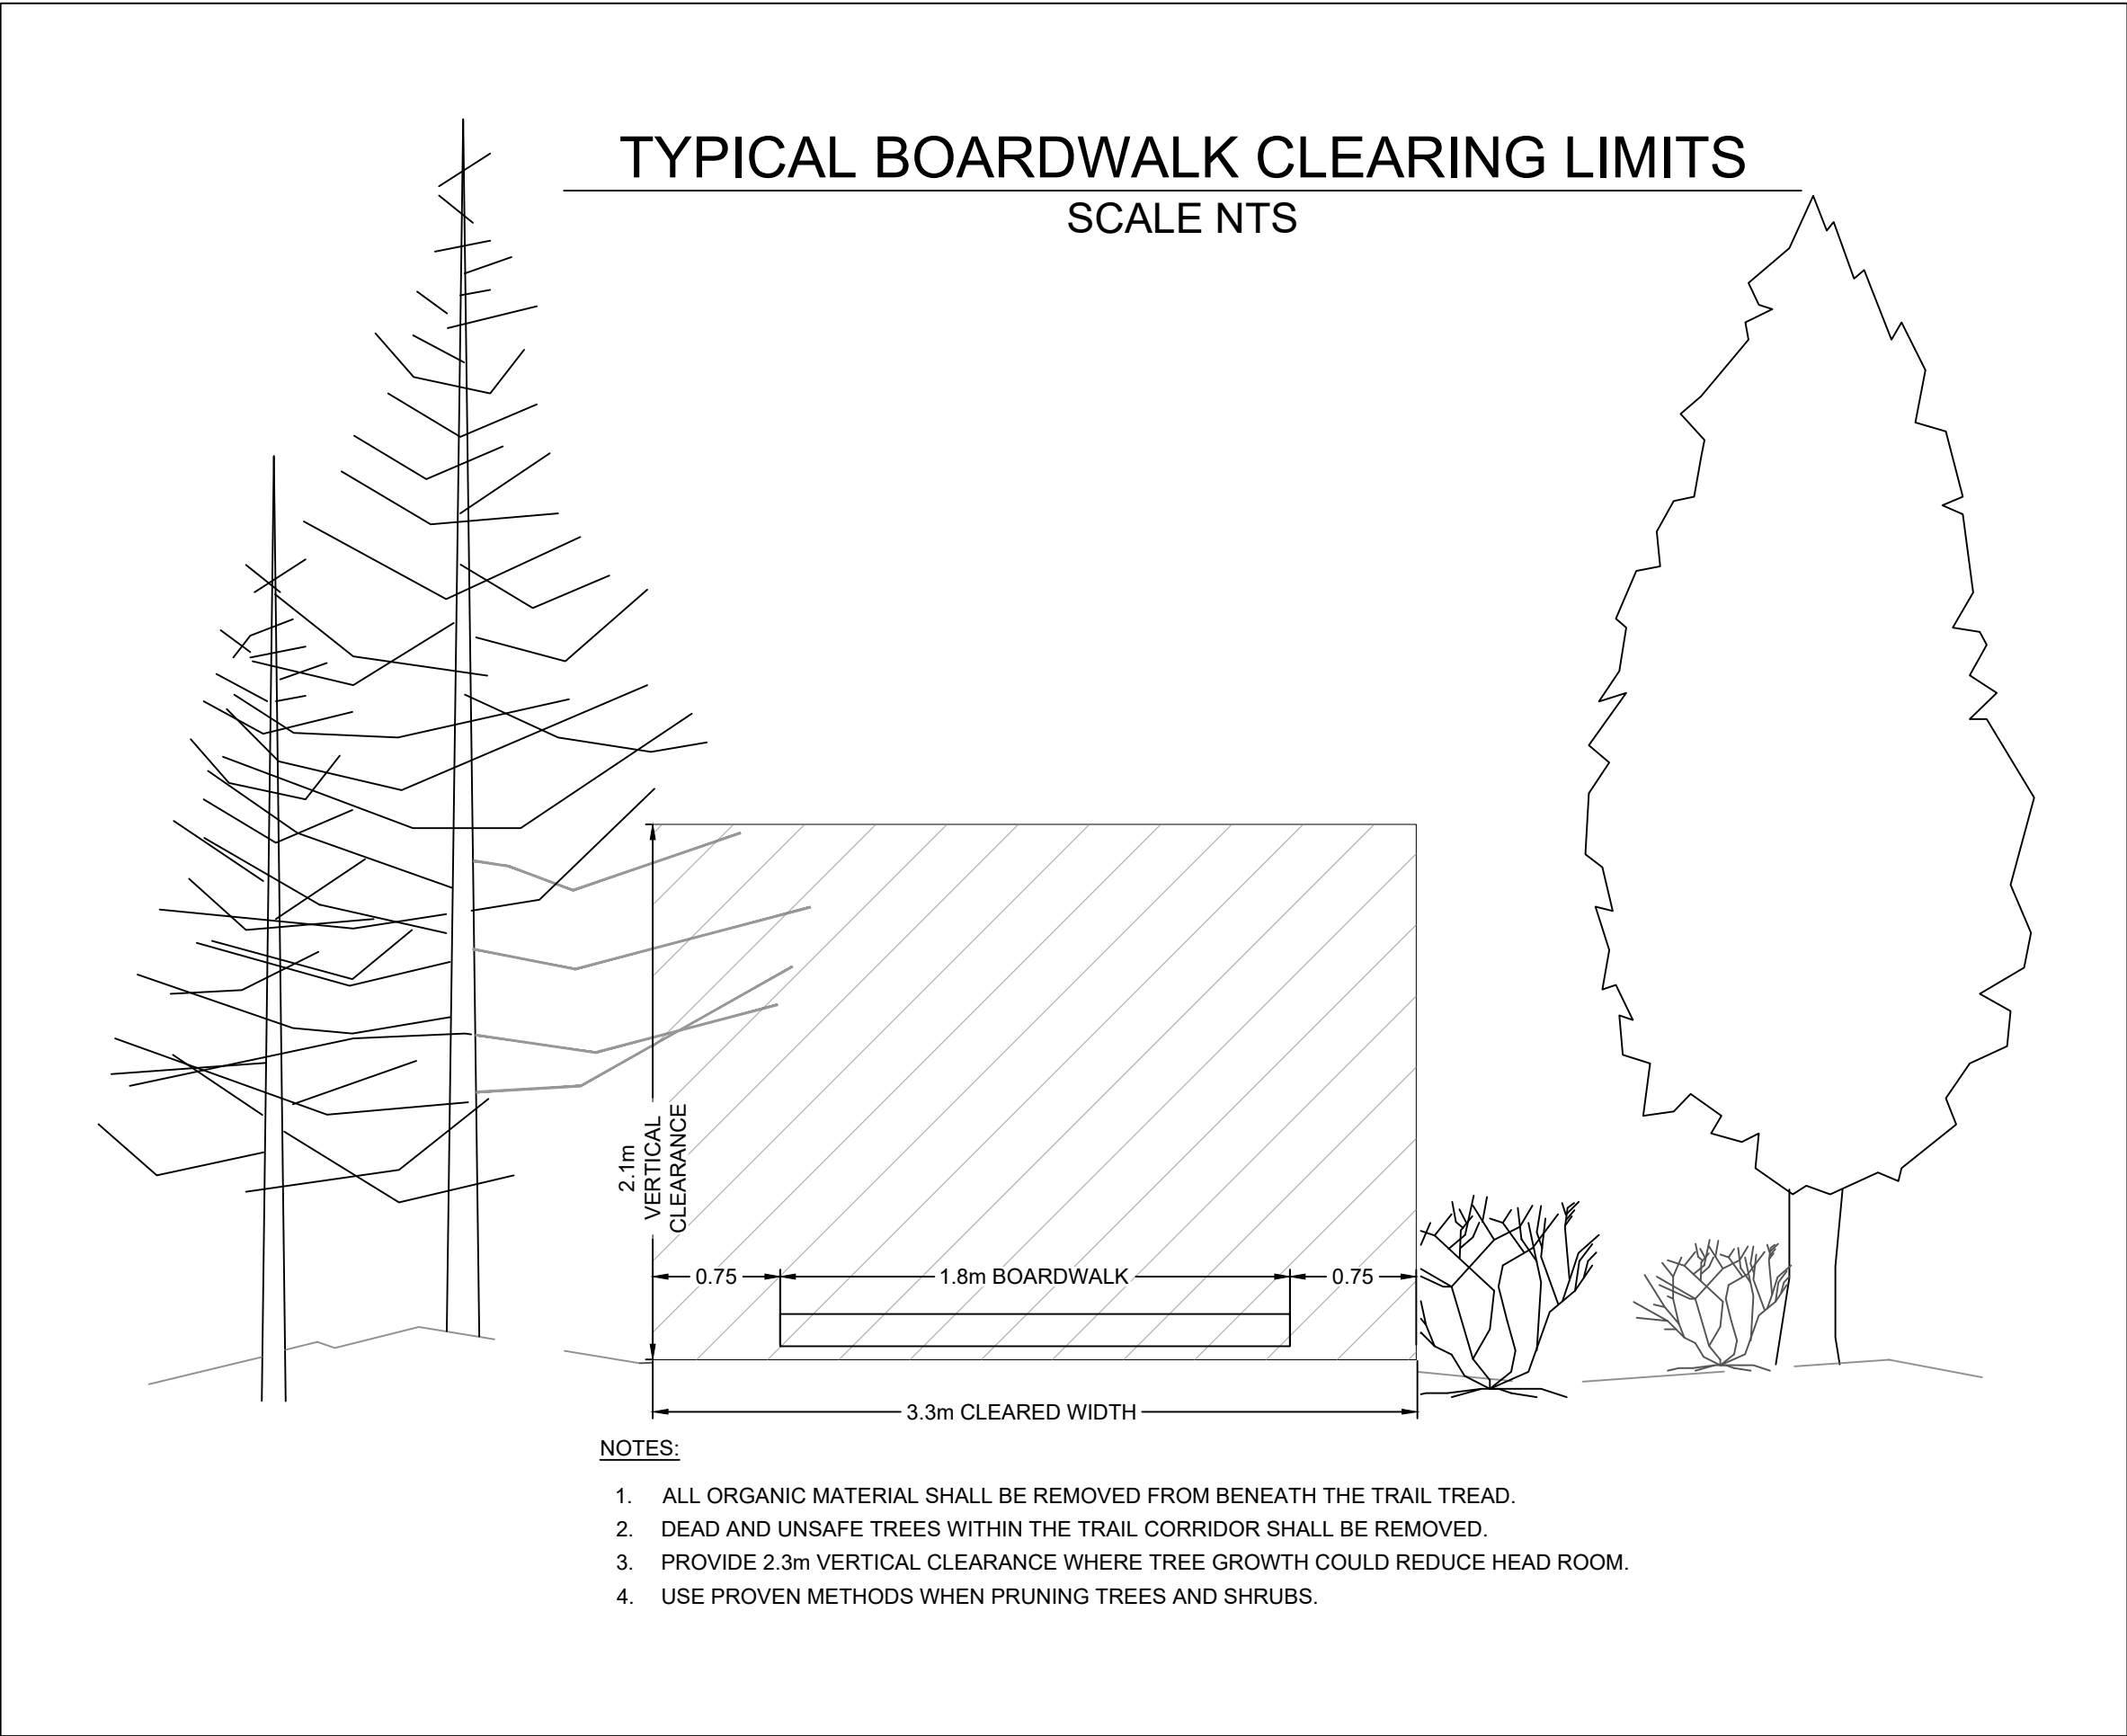 TYPICAL BOARDWALK CLEARING LIMITS
SCALE NTS
2.1m
VERTICAL
CLEARANCE
0.75
1.8m BOARDWALK
0.75
3.3m CLEARED WIDTH
NOTES:
1. ALL ORGANIC MATERIAL SHALL BE REMOVED FROM BENEATH THE TRAIL TREAD.
2. DEAD AND UNSAFE TREES WITHIN THE TRAIL CORRIDOR SHALL BE REMOVED.
3. PROVIDE 2.3m VERTICAL CLEARANCE WHERE TREE GROWTH COULD REDUCE HEAD ROOM.
4. USE PROVEN METHODS WHEN PRUNING TREES AND SHRUBS.